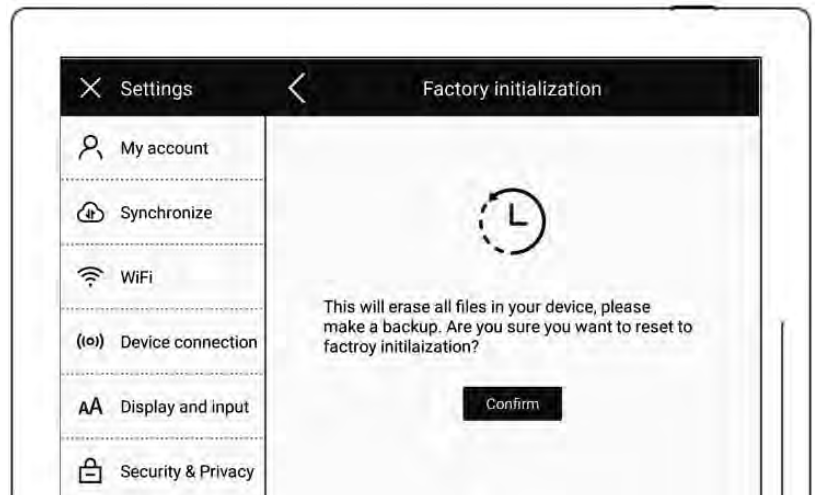 Settings
Factory initialization
My account
Synchronize
WiFi
Device connection
AA Display and input
Security & Privacy
This will erase all files in your device, please
make a backup. Are you sure you want to reset to
factroy initilaization?
Confirm